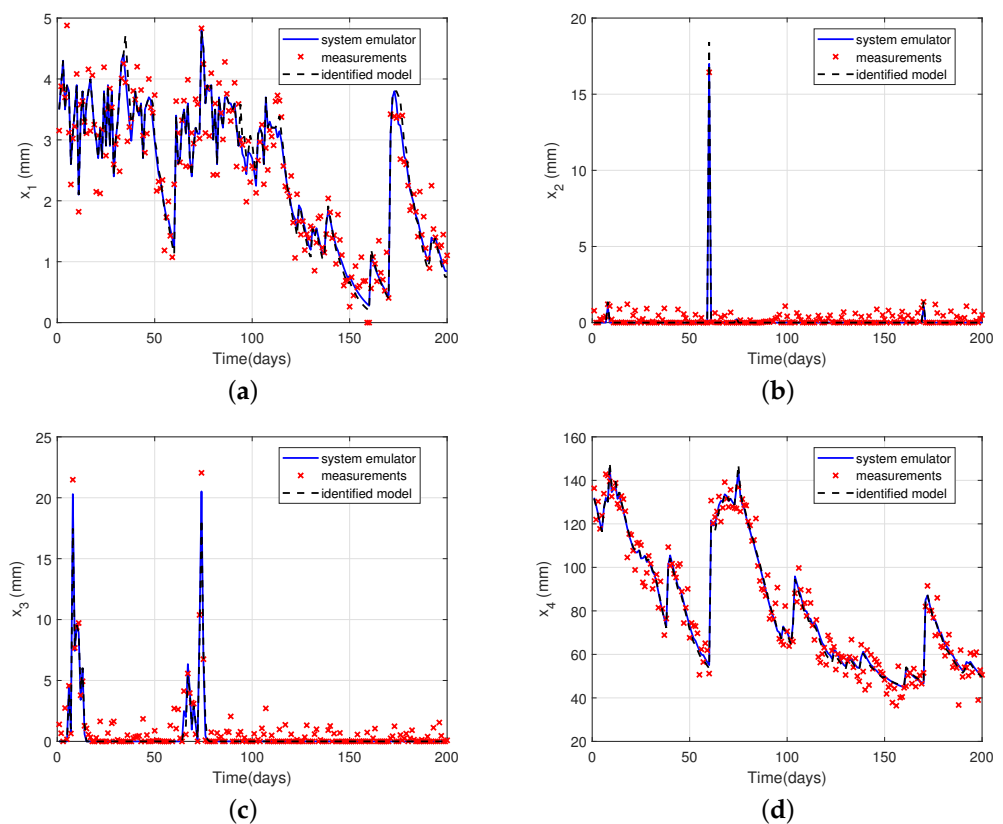 5
4
3
2
1
0
x1 (mm)
system emulator
measurements
identified model
0 50 100 150 200
Time(days)
(a)
20
15
10
5
0
x2 (mm)
system emulator
measurements
identified model
0 50 100 150 200
Time(days)
(b)
25
20
15
10
5
0
x3 (mm)
system emulator
measurements
identified model
0 50 100 150 200
Time(days)
(c)
160
140
120
100
80
60
40
20
x4 (mm)
system emulator
measurements
identified model
0 50 100 150 200
Time(days)
(d)